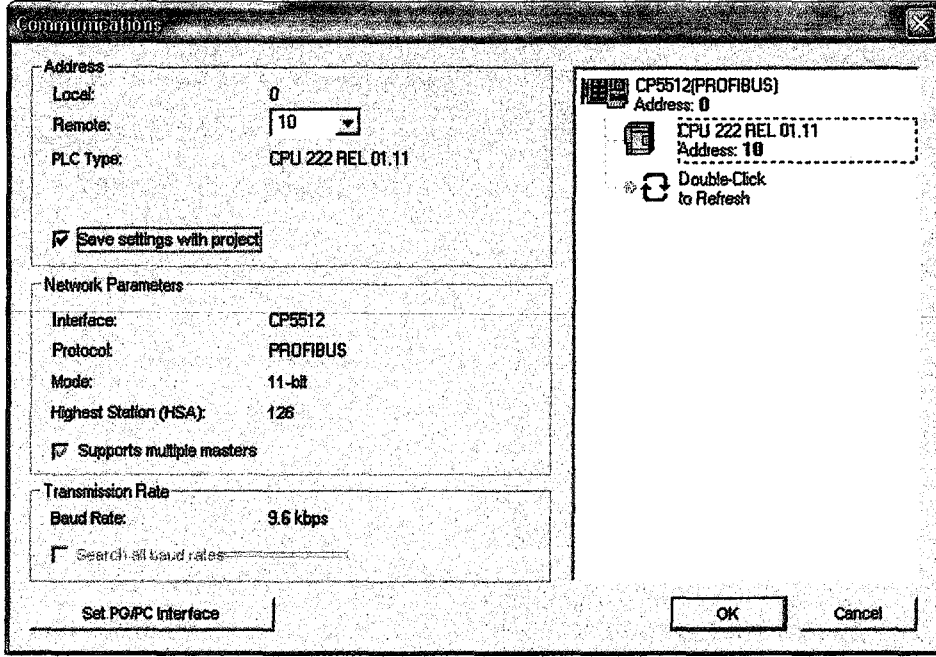 Communications
Address
Local: 0
Remote: 10
PLC Type: CPU 222 REL 01.11
Save settings with project
Network Parameters
Interface: CP5512
Protocol: PROFIBUS
Mode: 11-bit
Highest Station (HSA): 126
Supports multiple masters
Transmission Rate
Baud Rate: 9.6 kbps
Search all baud rates
Set PG/PC Interface
CP5512(PROFIBUS)
Address: 0
CPU 222 REL 01.11
Address: 10
Double-Click
to Refresh
OK
Cancel